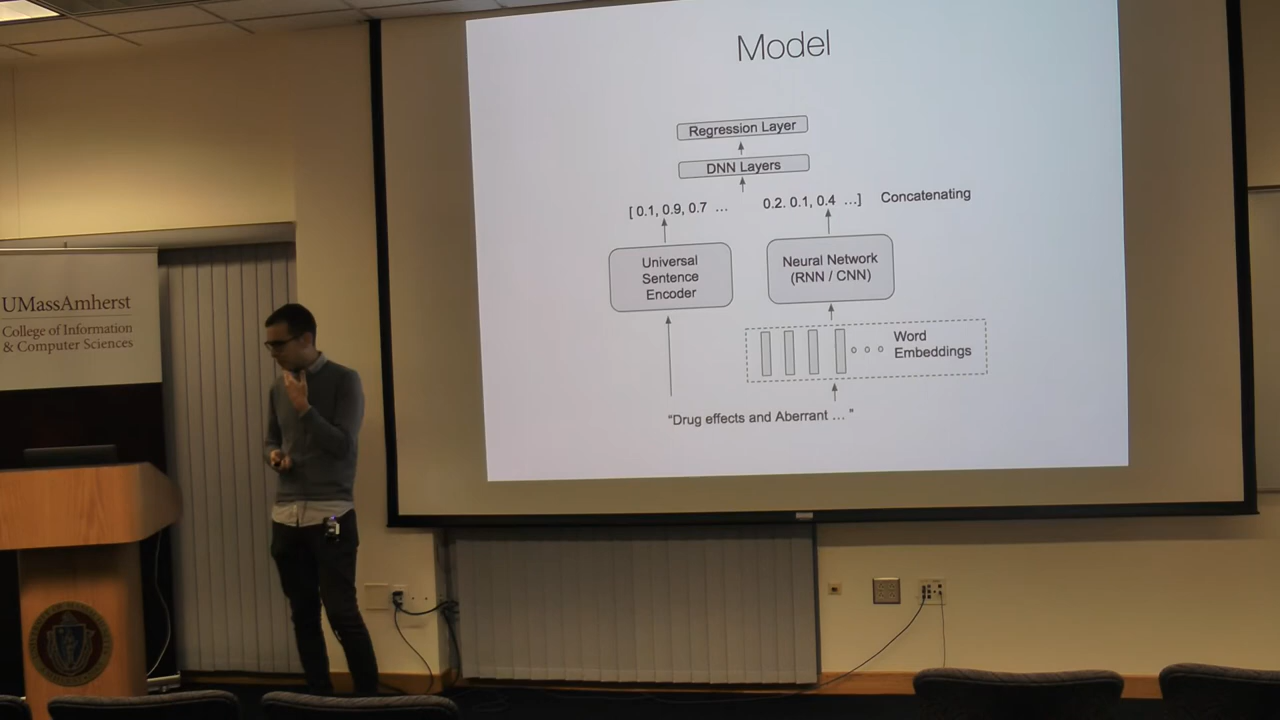 Model
Regression Layer
DNN Layers
[ 0.1, 0.9, 0.7 ... 0.2. 0.1, 0.4 ...] Concatenating
Universal
Sentence
Encoder
Neural Network
(RNN / CNN)
Word
Embeddings
“Drug effects and Aberrant ... ”
UMassAmherst
College of Information
& Computer Sciences